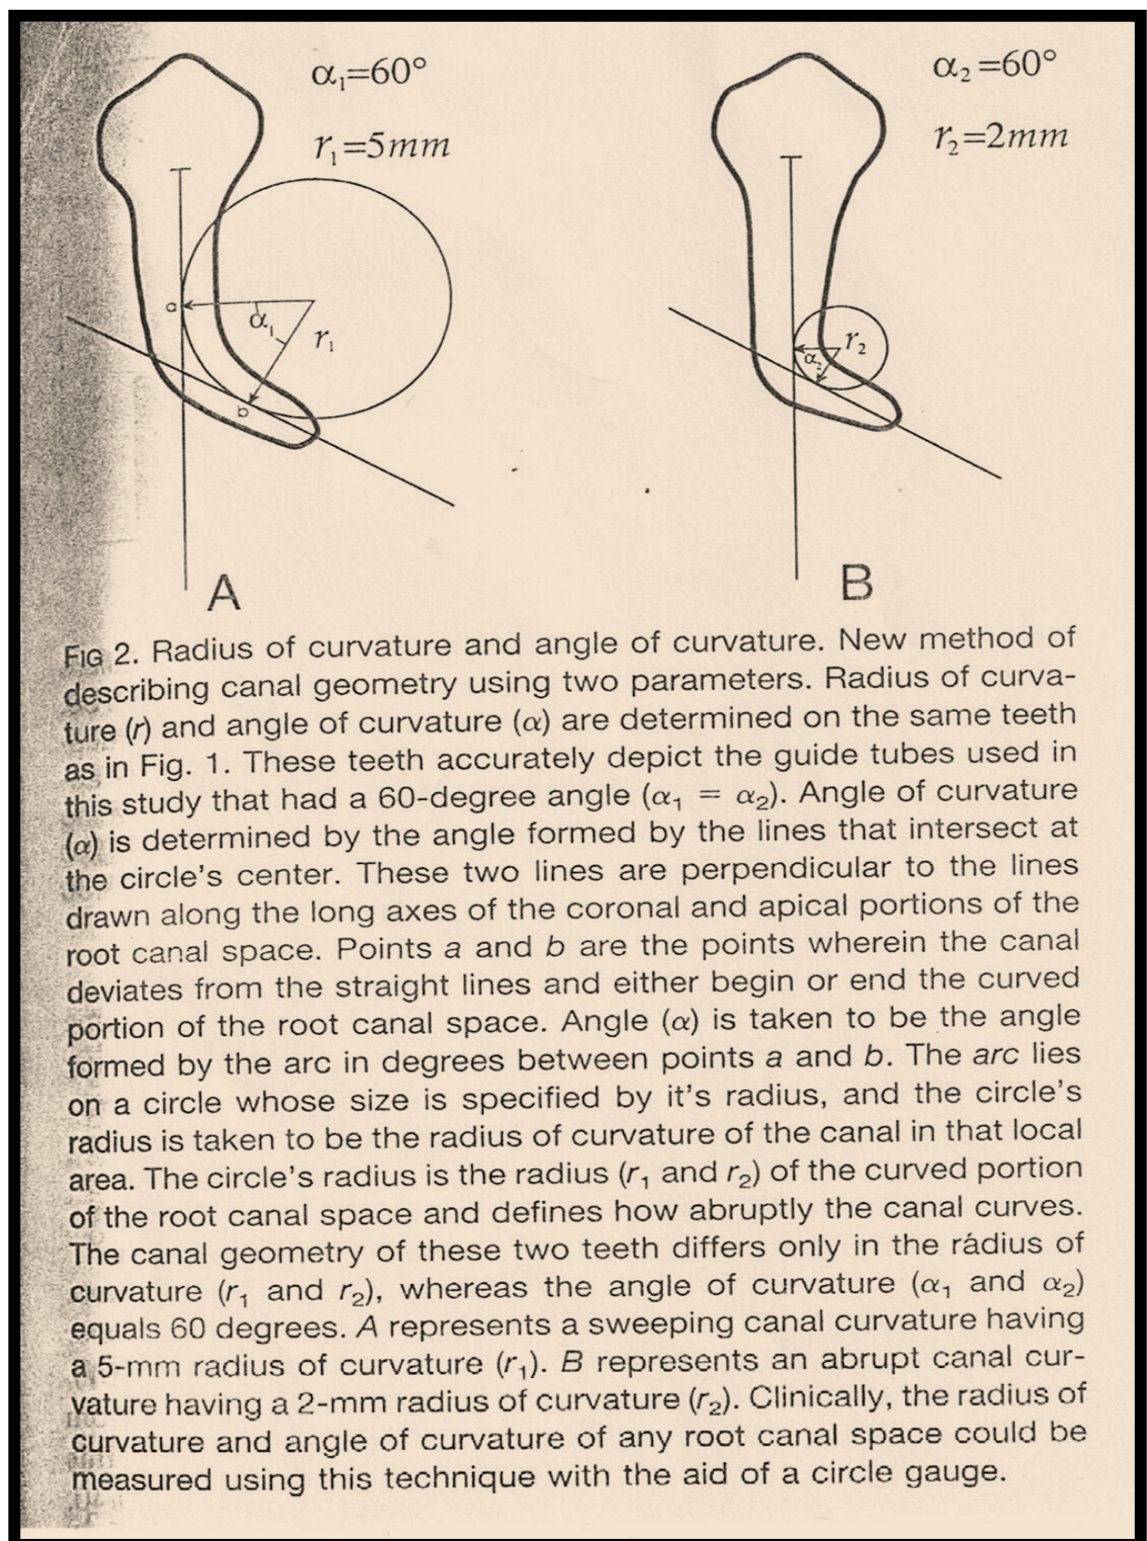 α₁=60°
r₁=5mm
α₂=60°
r₂=2mm
a
α₁
r₁
b
r₂
α₂
A
B
FIG 2. Radius of curvature and angle of curvature. New method of
describing canal geometry using two parameters. Radius of curva-
ture (r) and angle of curvature (α) are determined on the same teeth
as in Fig. 1. These teeth accurately depict the guide tubes used in
this study that had a 60-degree angle (α₁ = α₂). Angle of curvature
(α) is determined by the angle formed by the lines that intersect at
the circle's center. These two lines are perpendicular to the lines
drawn along the long axes of the coronal and apical portions of the
root canal space. Points a and b are the points wherein the canal
deviates from the straight lines and either begin or end the curved
portion of the root canal space. Angle (α) is taken to be the angle
formed by the arc in degrees between points a and b. The arc lies
on a circle whose size is specified by it's radius, and the circle's
radius is taken to be the radius of curvature of the canal in that local
area. The circle's radius is the radius (r₁ and r₂) of the curved portion
of the root canal space and defines how abruptly the canal curves.
The canal geometry of these two teeth differs only in the rádius of
curvature (r₁ and r₂), whereas the angle of curvature (α₁ and α₂)
equals 60 degrees. A represents a sweeping canal curvature having
a 5-mm radius of curvature (r₁). B represents an abrupt canal cur-
vature having a 2-mm radius of curvature (r₂). Clinically, the radius of
curvature and angle of curvature of any root canal space could be
measured using this technique with the aid of a circle gauge.